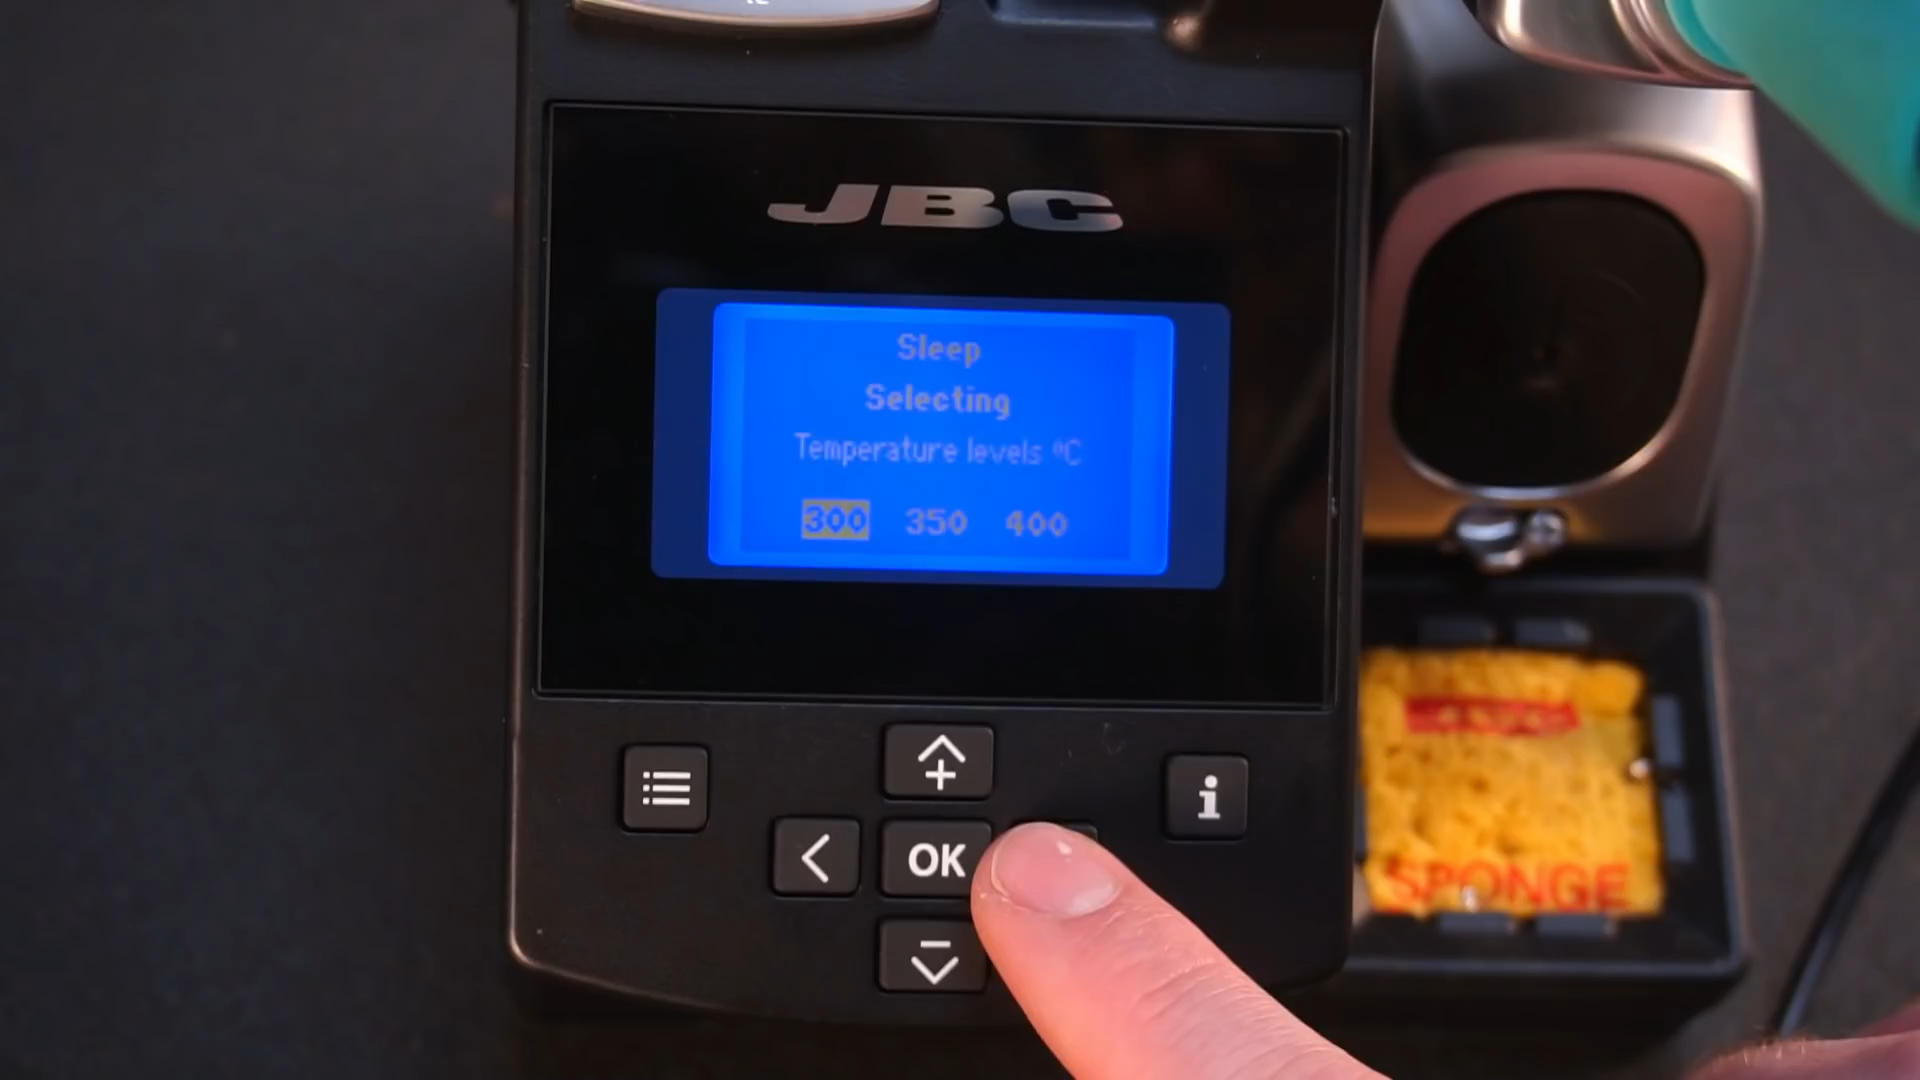 JBC
Sleep
Selecting
Temperature levels ºC
300 350 400
OK
i
SPONGE